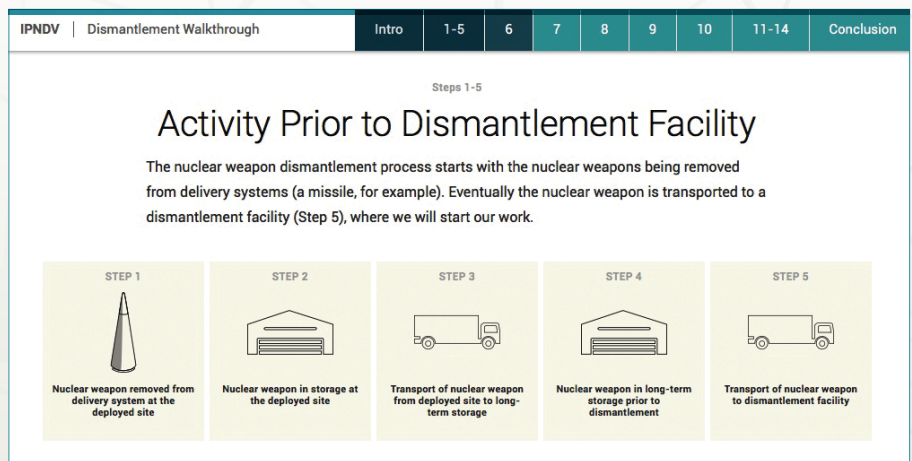 IPNDV | Dismantlement Walkthrough
Intro 1-5 6 7 8 9 10 11-14 Conclusion
Steps 1-5
Activity Prior to Dismantlement Facility
The nuclear weapon dismantlement process starts with the nuclear weapons being removed
from delivery systems (a missile, for example). Eventually the nuclear weapon is transported to a
dismantlement facility (Step 5), where we will start our work.
STEP 1
Nuclear weapon removed from
delivery system at the
deployed site
STEP 2
Nuclear weapon in storage at
the deployed site
STEP 3
Transport of nuclear weapon
from deployed site to long-
term storage
STEP 4
Nuclear weapon in long-term
storage prior to
dismantlement
STEP 5
Transport of nuclear weapon
to dismantlement facility